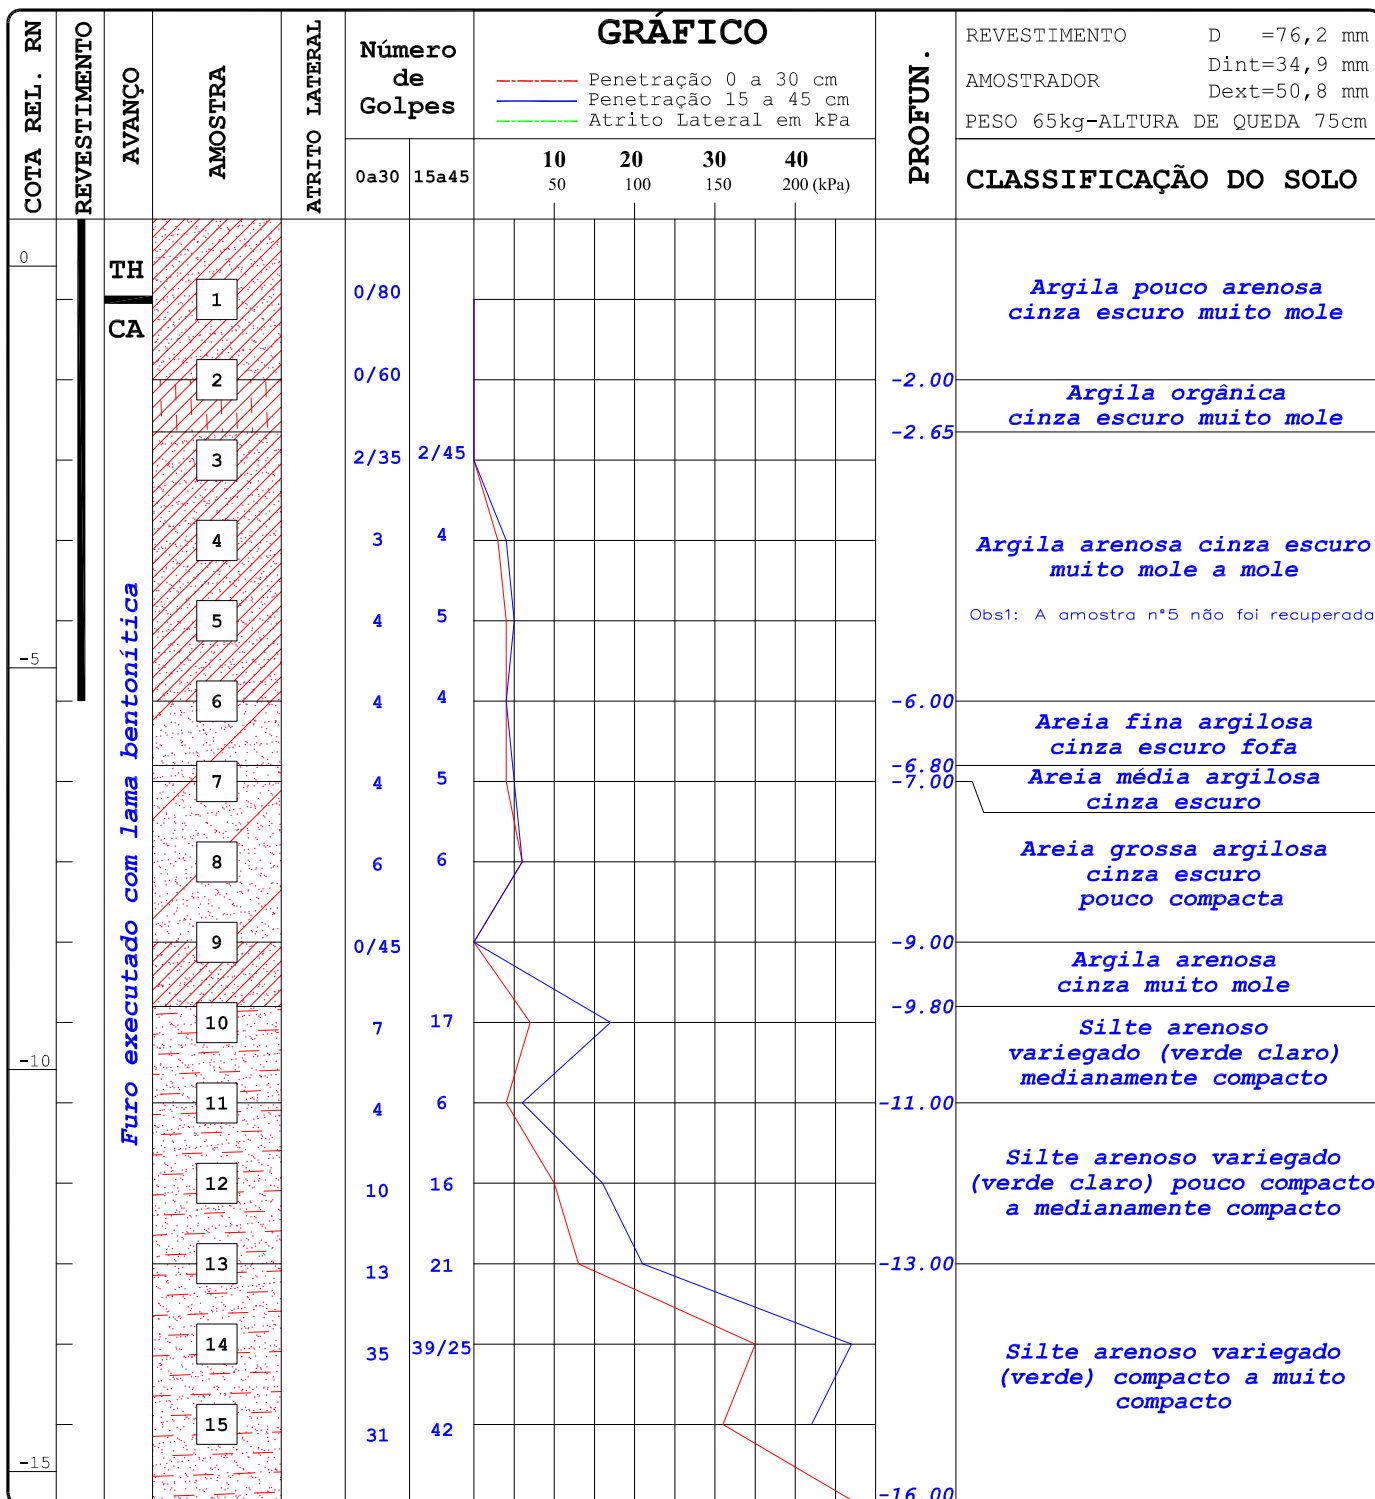 COTA REL. RN
REVESTIMENTO
AVANÇO
AMOSTRA
ATRITO LATERAL
Número
de
Golpes
0a30 15a45
GRÁFICO
Penetração 0 a 30 cm
Penetração 15 a 45 cm
Atrito Lateral em kPa
10 20 30 40
50 100 150 200 (kPa)
PROFUN.
REVESTIMENTO D =76,2 mm
Dint=34,9 mm
AMOSTRADOR
Dext=50,8 mm
PESO 65kg-ALTURA DE QUEDA 75cm
CLASSIFICAÇÃO DO SOLO
0
-5
-10
-15
TH
CA
Furo executado com lama bentonítica
1
2
3
4
5
6
7
8
9
10
11
12
13
14
15
0/80
0/60
2/35 2/45
3 4
4 5
4 4
4 5
6 6
0/45
7 17
4 6
10 16
13 21
35 39/25
31 42
-2.00
-2.65
-6.00
-6.80
-7.00
-9.00
-9.80
-11.00
-13.00
-16.00
Argila pouco arenosa
cinza escuro muito mole
Argila orgânica
cinza escuro muito mole
Argila arenosa cinza escuro
muito mole a mole
Obs1: A amostra n°5 não foi recuperada
Areia fina argilosa
cinza escuro fofa
Areia média argilosa
cinza escuro
Areia grossa argilosa
cinza escuro
pouco compacta
Argila arenosa
cinza muito mole
Silte arenoso
variegado (verde claro)
medianamente compacto
Silte arenoso variegado
(verde claro) pouco compacto
a medianamente compacto
Silte arenoso variegado
(verde) compacto a muito
compacto